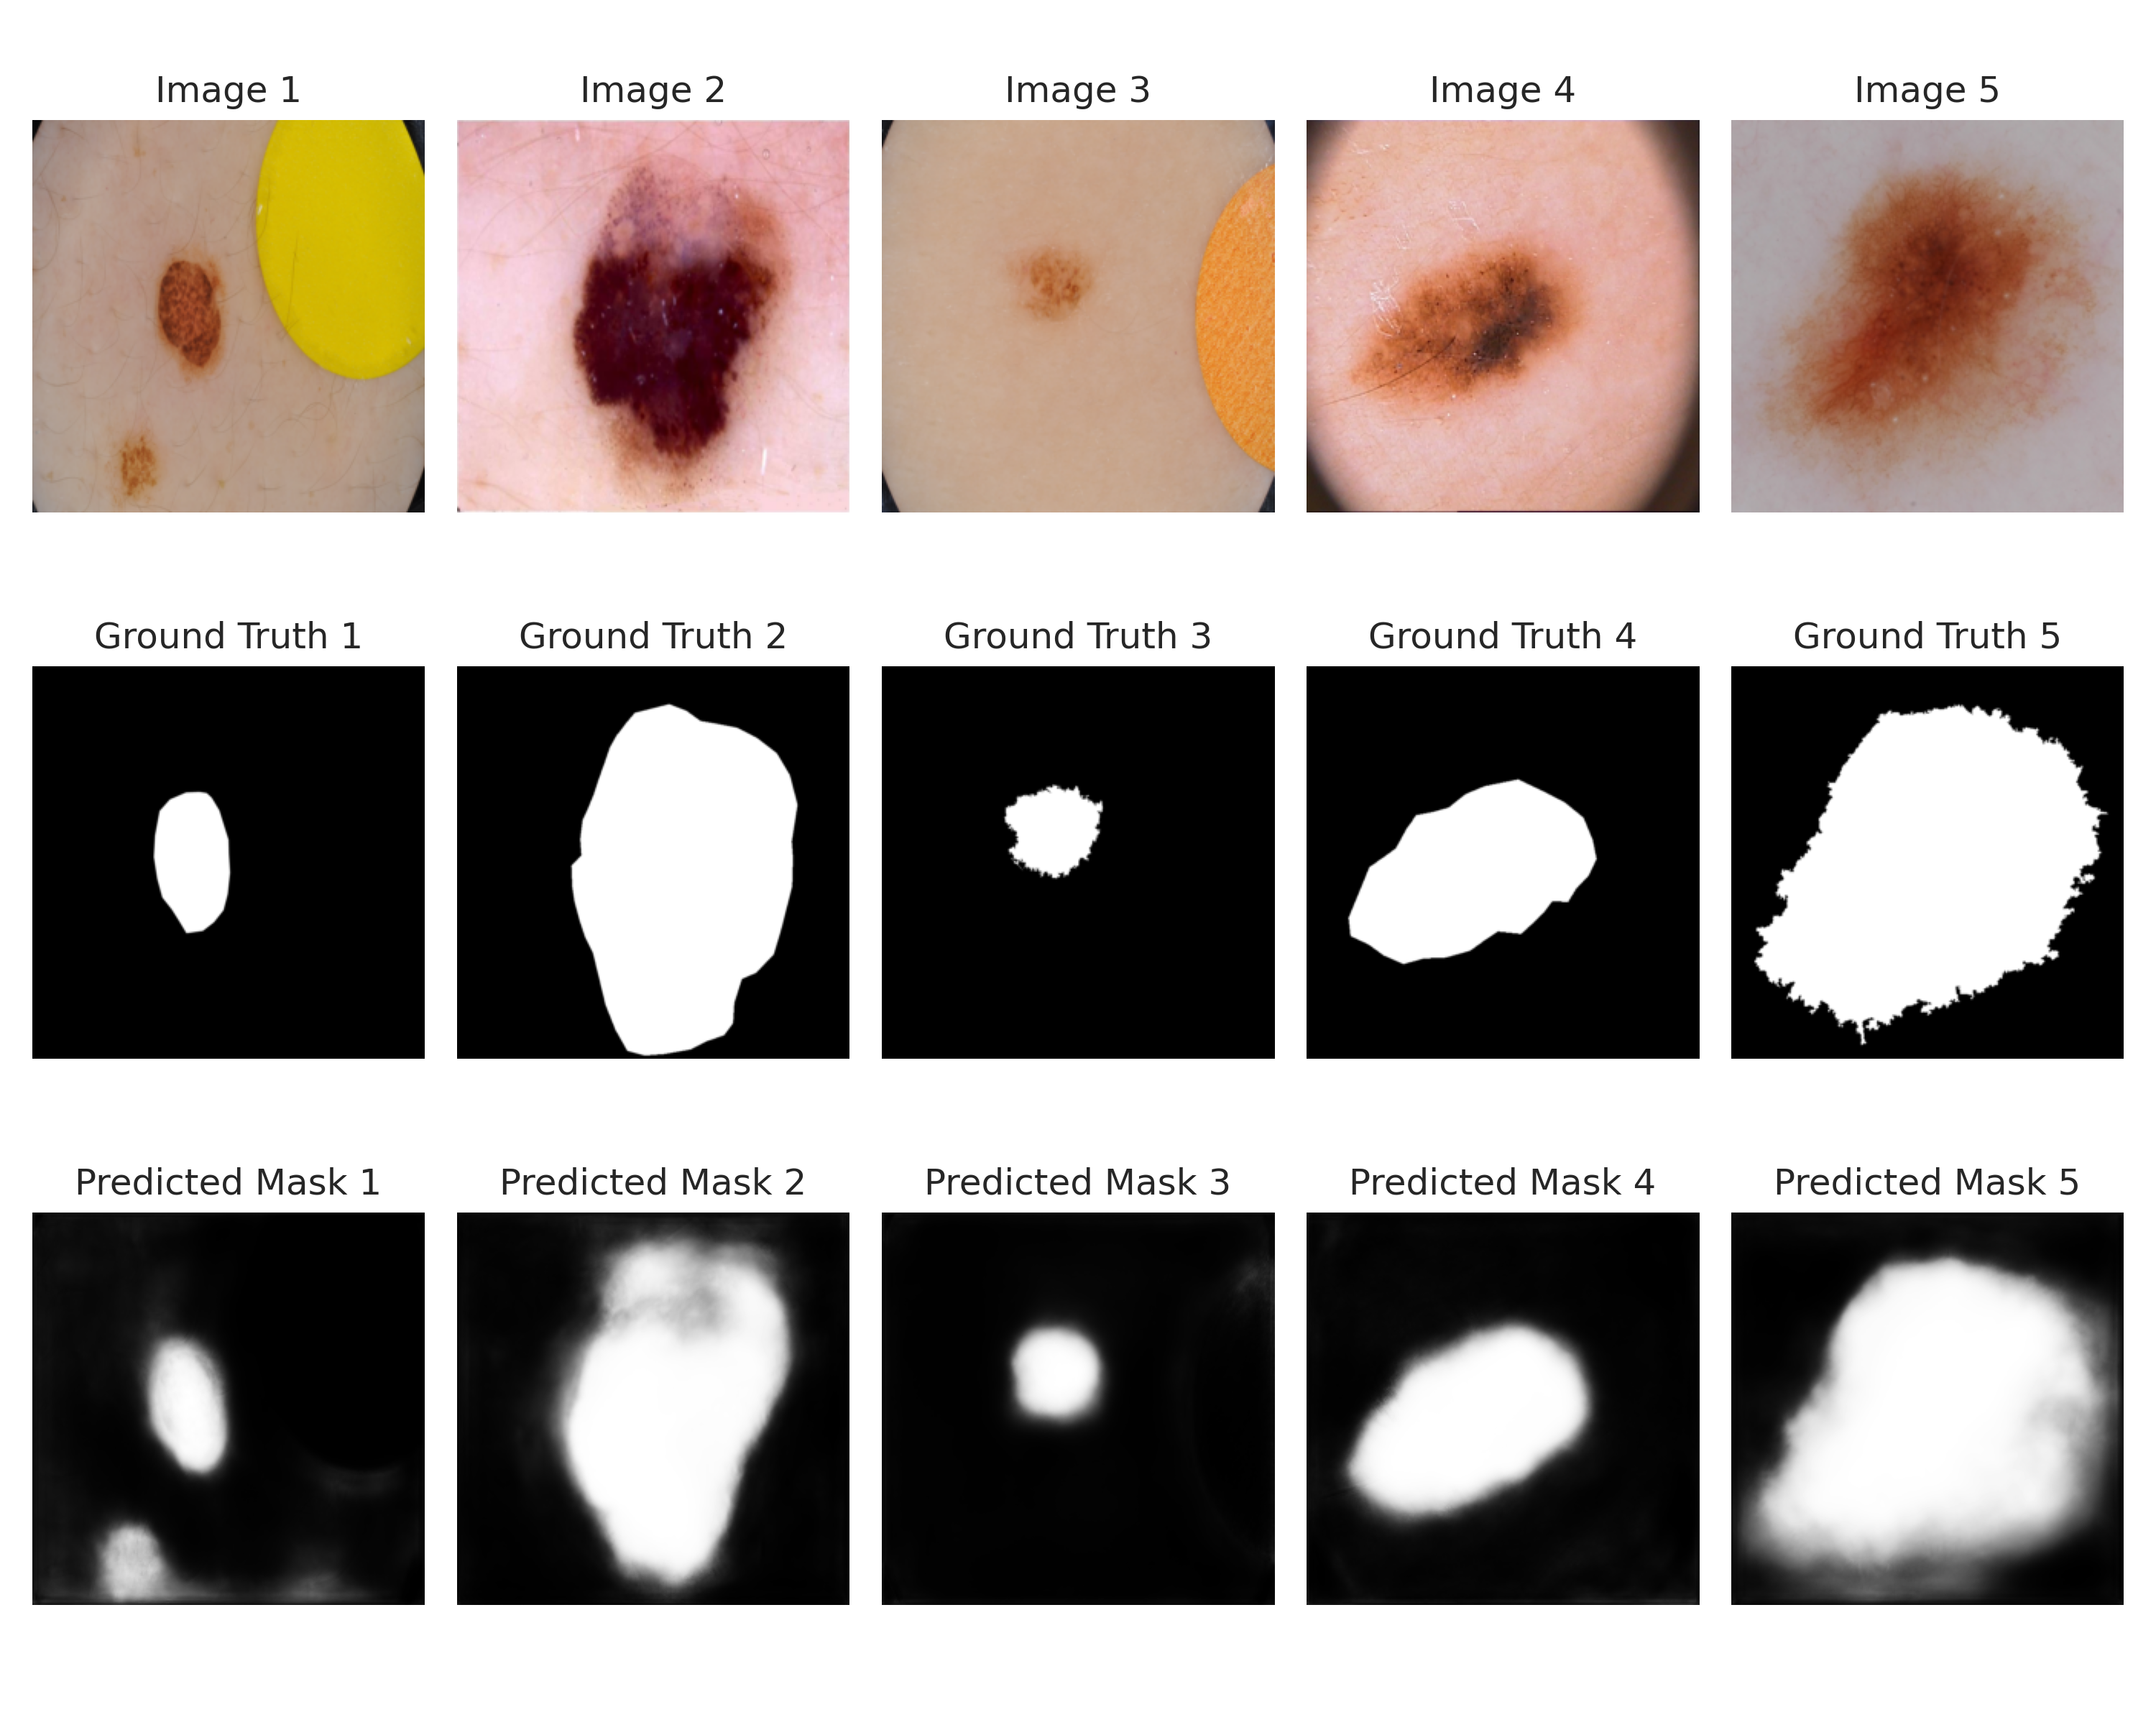 Image 1
Image 2
Image 3
Image 4
Image 5
Ground Truth 1
Ground Truth 2
Ground Truth 3
Ground Truth 4
Ground Truth 5
Predicted Mask 1
Predicted Mask 2
Predicted Mask 3
Predicted Mask 4
Predicted Mask 5